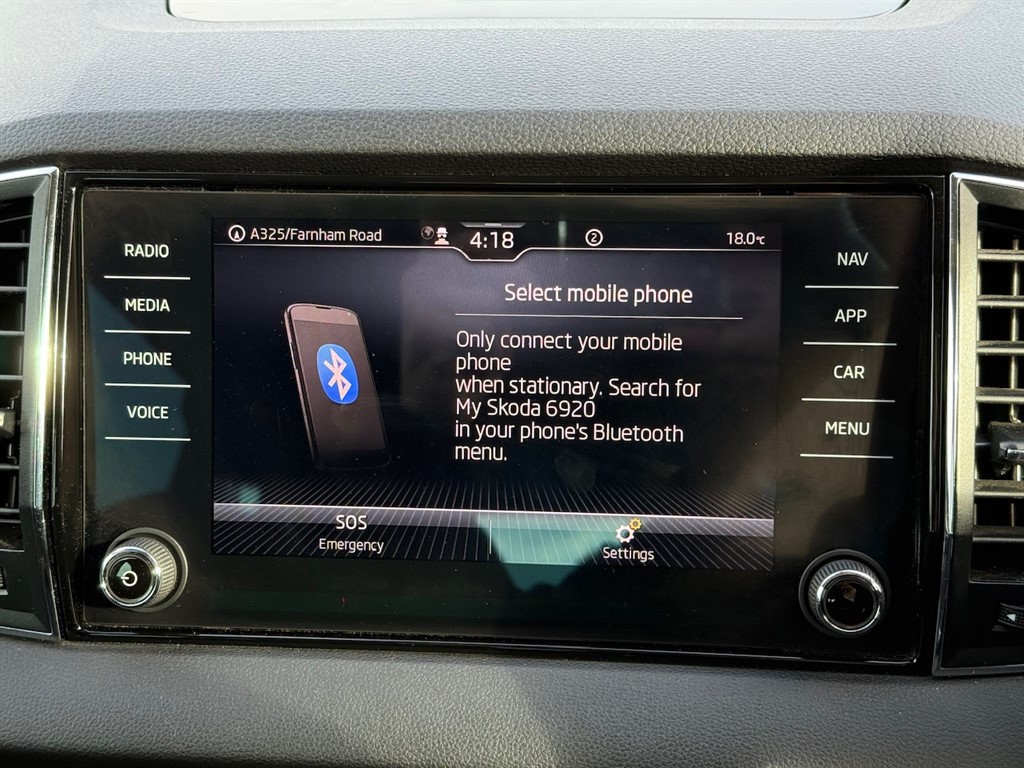 A325/Farnham Road
4:18
2
18.0°C
RADIO
MEDIA
PHONE
VOICE
NAV
APP
CAR
MENU
Select mobile phone
Only connect your mobile
phone
when stationary. Search for
My Skoda 6920
in your phone's Bluetooth
menu.
SOS
Emergency
Settings